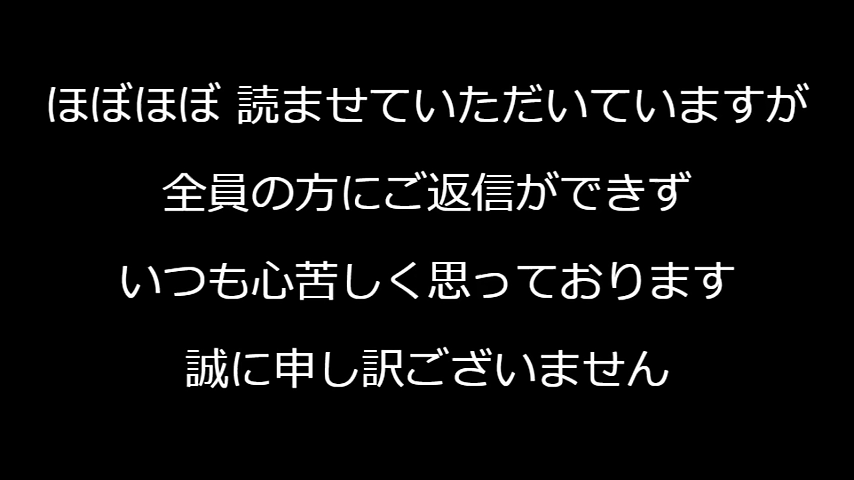 ほぼほぼ 読ませていただいていますが
全員の方にご返信ができず
いつも心苦しく思っております
誠に申し訳ございません